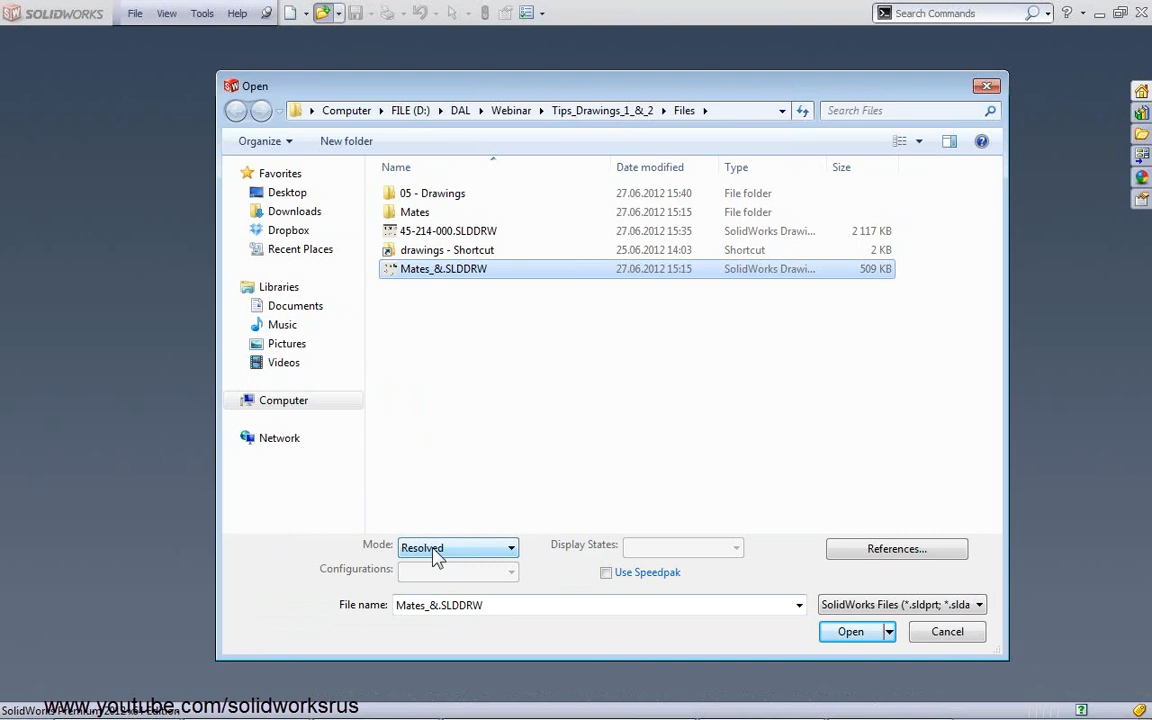 SOLIDWORKS File View Tools Help Search Commands
Open
Computer FILE (D:) DAL Webinar Tips_Drawings_1_&_2 Files Search Files
Organize New folder
Name Date modified Type Size
Favorites
Desktop
Downloads
Dropbox
Recent Places
Libraries
Documents
Music
Pictures
Videos
Computer
Network
05 - Drawings 27.06.2012 15:40 File folder
Mates 27.06.2012 15:15 File folder
45-214-000.SLDDRW 27.06.2012 15:35 SolidWorks Drawi... 2 117 KB
drawings - Shortcut 25.06.2012 14:03 Shortcut 2 KB
Mates_&.SLDDRW 27.06.2012 15:15 SolidWorks Drawi... 509 KB
Mode: Resolved Display States: References...
Configurations: Use Speedpak
File name: Mates_&.SLDDRW SolidWorks Files (*.sldprt; *.slda
Open Cancel
www.youtube.com/solidworksrus